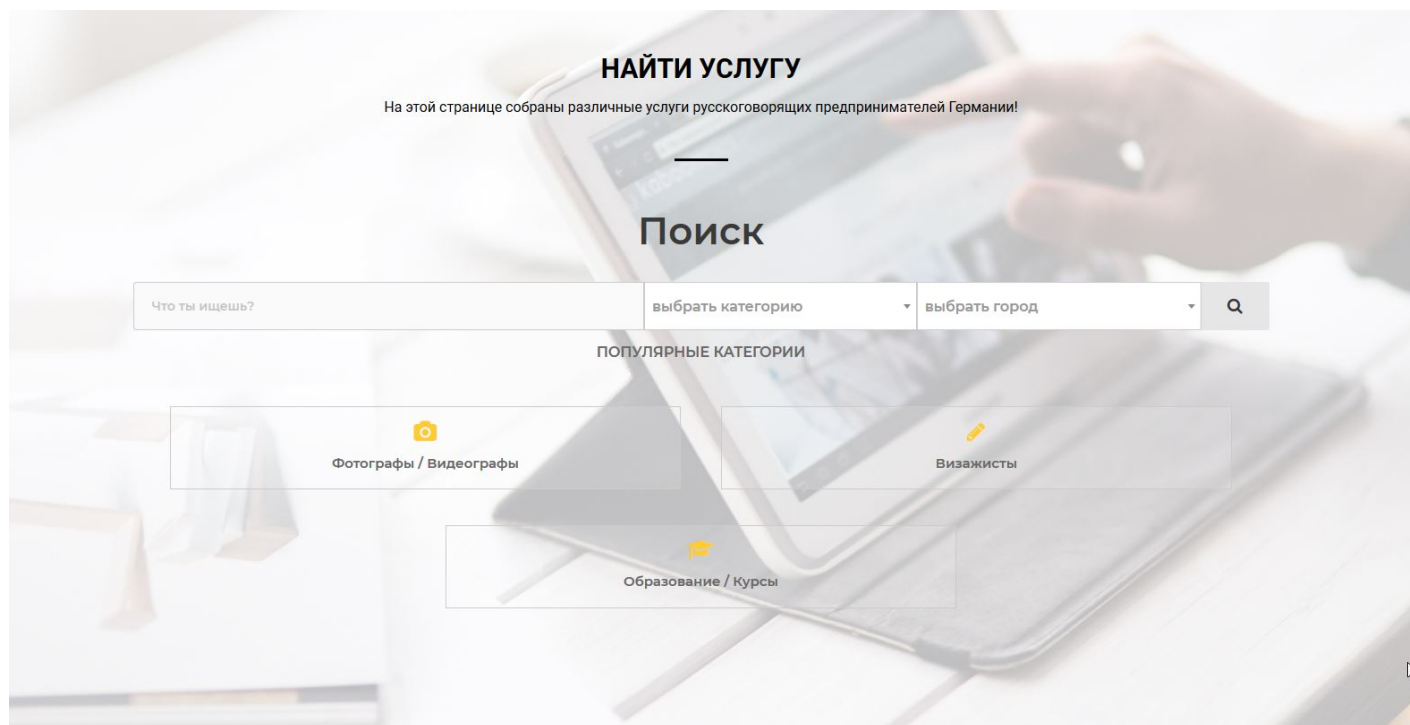 НАЙТИ УСЛУГУ
На этой странице собраны различные услуги русскоговорящих предпринимателей Германии!
Поиск
Что ты ищешь?
выбрать категорию
выбрать город
ПОПУЛЯРНЫЕ КАТЕГОРИИ
Фотографы / Видеографы
Визажисты
Образование / Курсы